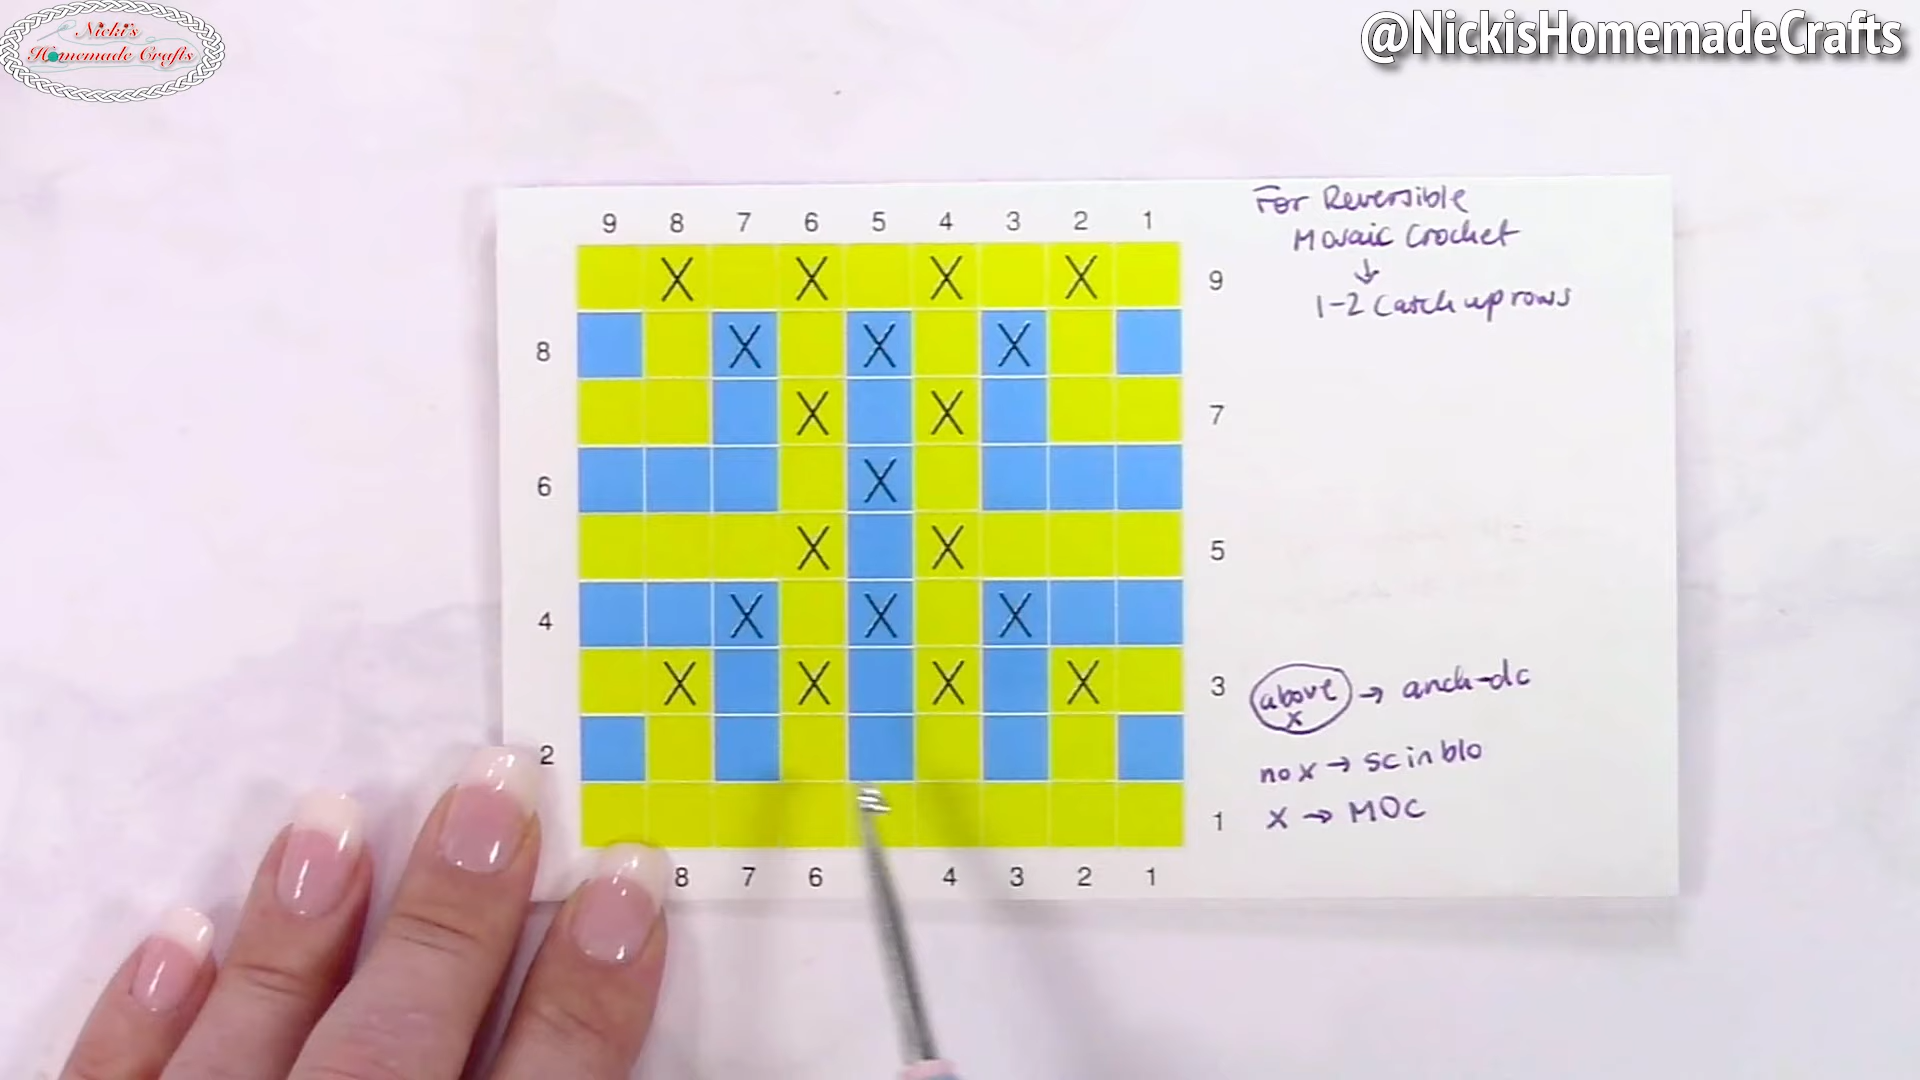 Nicki's
Homemade Crafts
@NickisHomemadeCrafts
9 8 7 6 5 4 3 2 1
X X X X 9
8 X X X
X X 7
6 X
X X 5
4 X X X
X X X X 3
2
1
8 7 6 4 3 2 1
For Reversible
Mosaic Crochet
↓
1-2 Catch up rows
above → anch-dc
x
no x → sc in blo
x → MOC